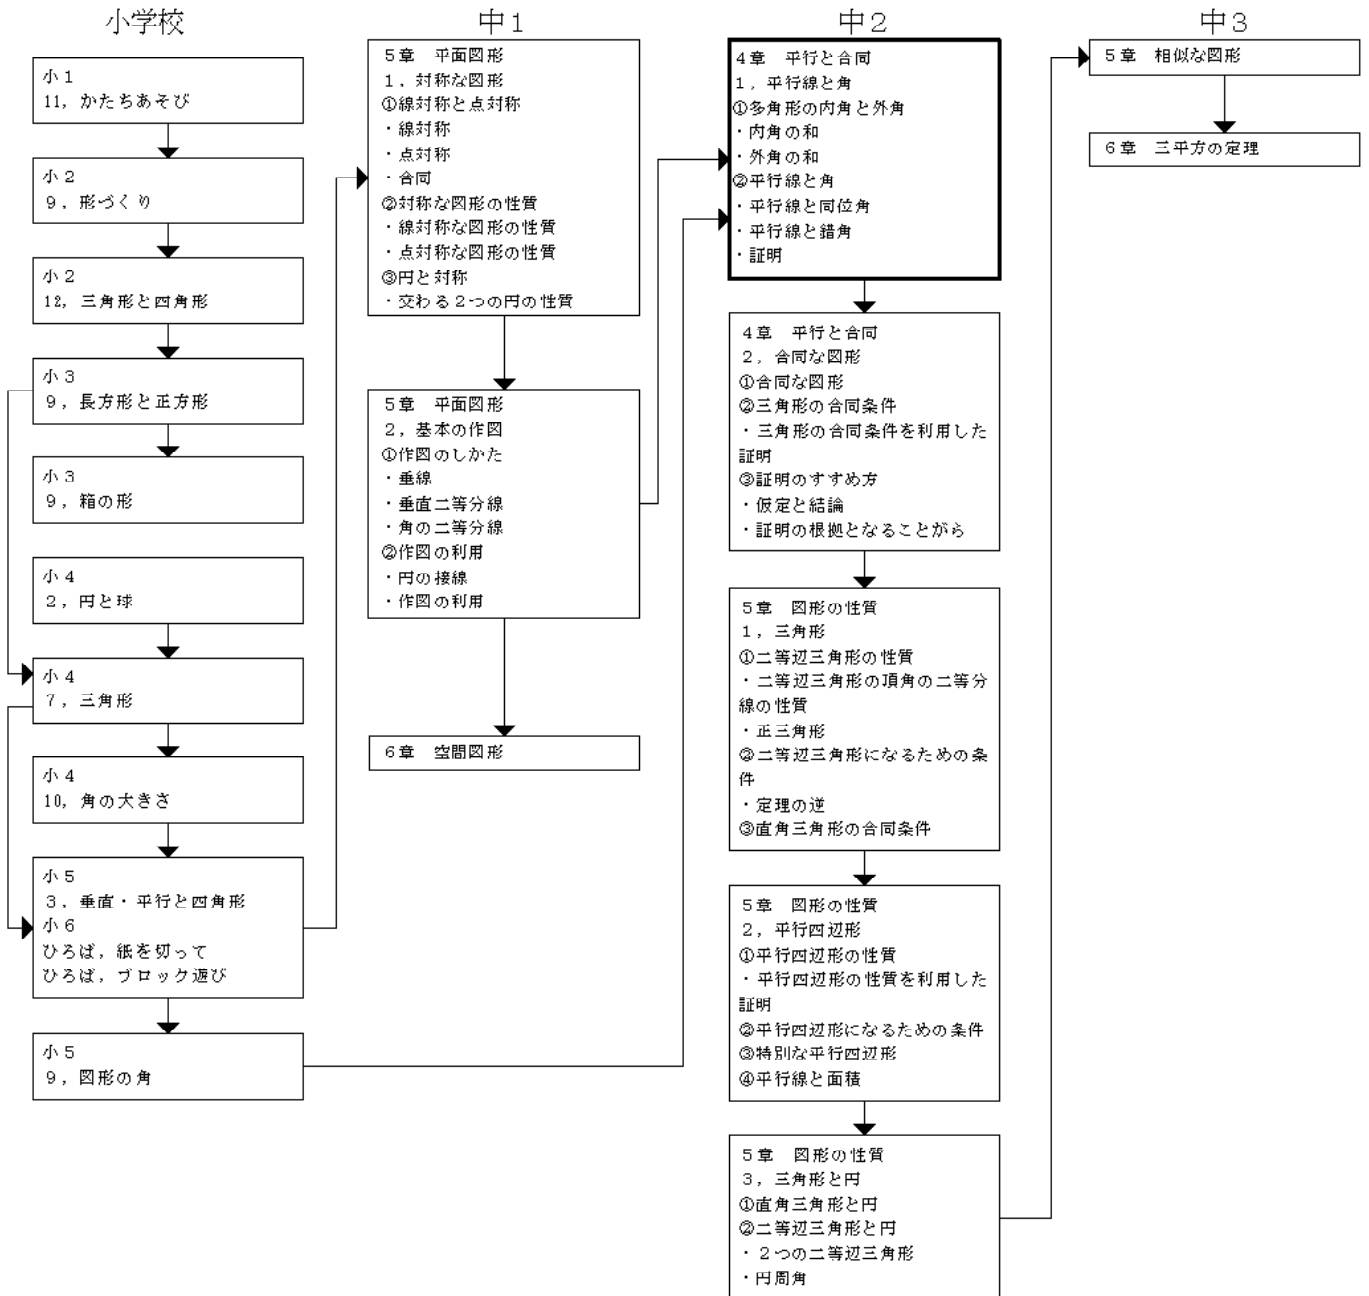 小学校
小１
11，かたちあそび
小２
９，形づくり
小２
12，三角形と四角形
小３
９，長方形と正方形
小３
９，箱の形
小４
２，円と球
小４
７，三角形
小４
10，角の大きさ
小５
３，垂直・平行と四角形
小６
ひろば，紙を切って
ひろば，ブロック遊び
小５
９，図形の角
中１
５章　平面図形
１，対称な図形
①線対称と点対称
・線対称
・点対称
・合同
②対称な図形の性質
・線対称な図形の性質
・点対称な図形の性質
③円と対称
・交わる２つの円の性質
５章　平面図形
２，基本の作図
①作図のしかた
・垂線
・垂直二等分線
・角の二等分線
②作図の利用
・円の接線
・作図の利用
６章　空間図形
中２
４章　平行と合同
１，平行線と角
①多角形の内角と外角
・内角の和
・外角の和
②平行線と角
・平行線と同位角
・平行線と錯角
・証明
４章　平行と合同
２，合同な図形
①合同な図形
②三角形の合同条件
・三角形の合同条件を利用した
証明
③証明のすすめ方
・仮定と結論
・証明の根拠となることがら
５章　図形の性質
１，三角形
①二等辺三角形の性質
・二等辺三角形の頂角の二等分
線の性質
・正三角形
②二等辺三角形になるための条
件
・定理の逆
③直角三角形の合同条件
５章　図形の性質
２，平行四辺形
①平行四辺形の性質
・平行四辺形の性質を利用した
証明
②平行四辺形になるための条件
③特別な平行四辺形
④平行線と面積
５章　図形の性質
３，三角形と円
①直角三角形と円
②二等辺三角形と円
・２つの二等辺三角形
・円周角
中３
５章　相似な図形
６章　三平方の定理